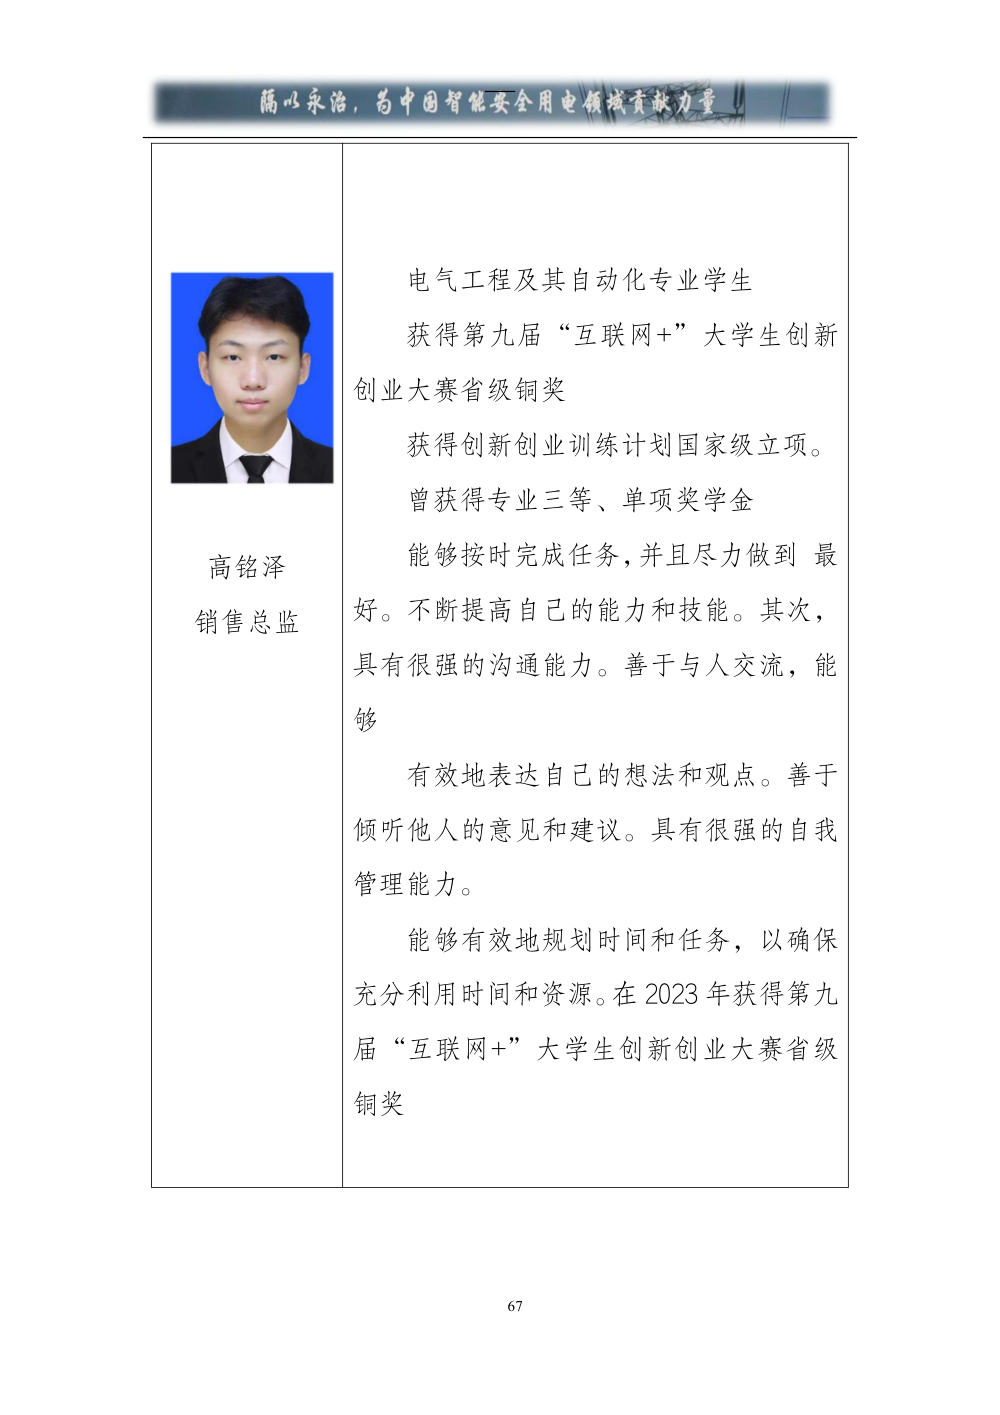 隔以永治，为中国智能安全用电领域贡献力量
高铭泽
销售总监
电气工程及其自动化专业学生
获得第九届“互联网+”大学生创新
创业大赛省级铜奖
获得创新创业训练计划国家级立项。
曾获得专业三等、单项奖学金
能够按时完成任务，并且尽力做到 最
好。不断提高自己的能力和技能。其次，
具有很强的沟通能力。善于与人交流，能
够
有效地表达自己的想法和观点。善于
倾听他人的意见和建议。具有很强的自我
管理能力。
能够有效地规划时间和任务，以确保
充分利用时间和资源。在 2023 年获得第九
届“互联网+”大学生创新创业大赛省级
铜奖
67